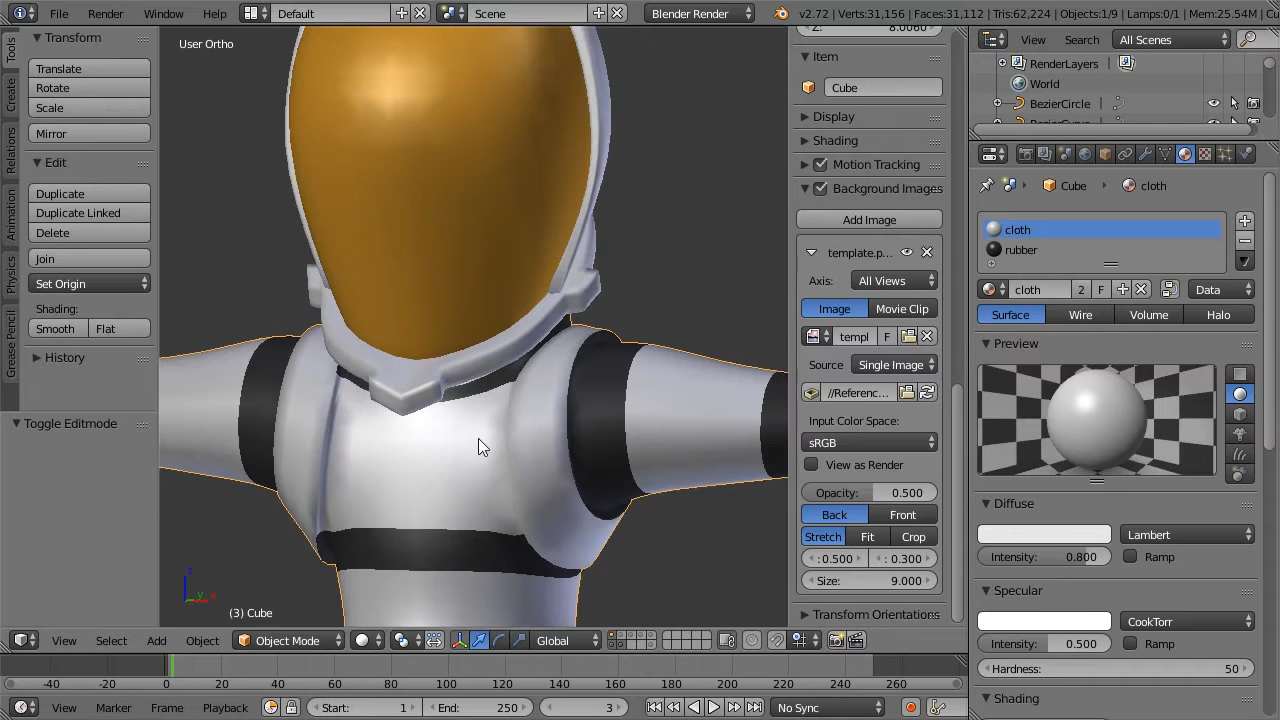 File Render Window Help Default Scene Blender Render v2.72 | Verts:31,156 | Faces:31,112 | Tris:62,224 | Objects:1/9 | Lamps:0/1 | Mem:25.54M | Cu
Tools
Create
Relations
Animation
Physics
Grease Pencil
Transform
Translate
Rotate
Scale
Mirror
Edit
Duplicate
Duplicate Linked
Delete
Join
Set Origin
Shading:
Smooth Flat
History
Toggle Editmode
User Ortho
z
y x
(3) Cube
8.0060
Item
Cube
Display
Shading
Motion Tracking
Background Images
Add Image
template.p...
Axis: All Views
Image Movie Clip
templ F
Source Single Image
//Referenc...
Input Color Space:
sRGB
View as Render
Opacity: 0.500
Back Front
Stretch Fit Crop
: 0.500 : 0.300
Size: 9.000
Transform Orientations
View Search All Scenes
RenderLayers
World
BezierCircle
Cube cloth
cloth
rubber
cloth 2 F Data
Surface Wire Volume Halo
Preview
Diffuse
Lambert
Intensity: 0.800 Ramp
Specular
CookTorr
Intensity: 0.500 Ramp
Hardness: 50
Shading
View Select Add Object Object Mode Global
-40 -20 0 20 40 60 80 100 120 140 160 180 200 220 240 260
View Marker Frame Playback Start: 1 End: 250 3 No Sync